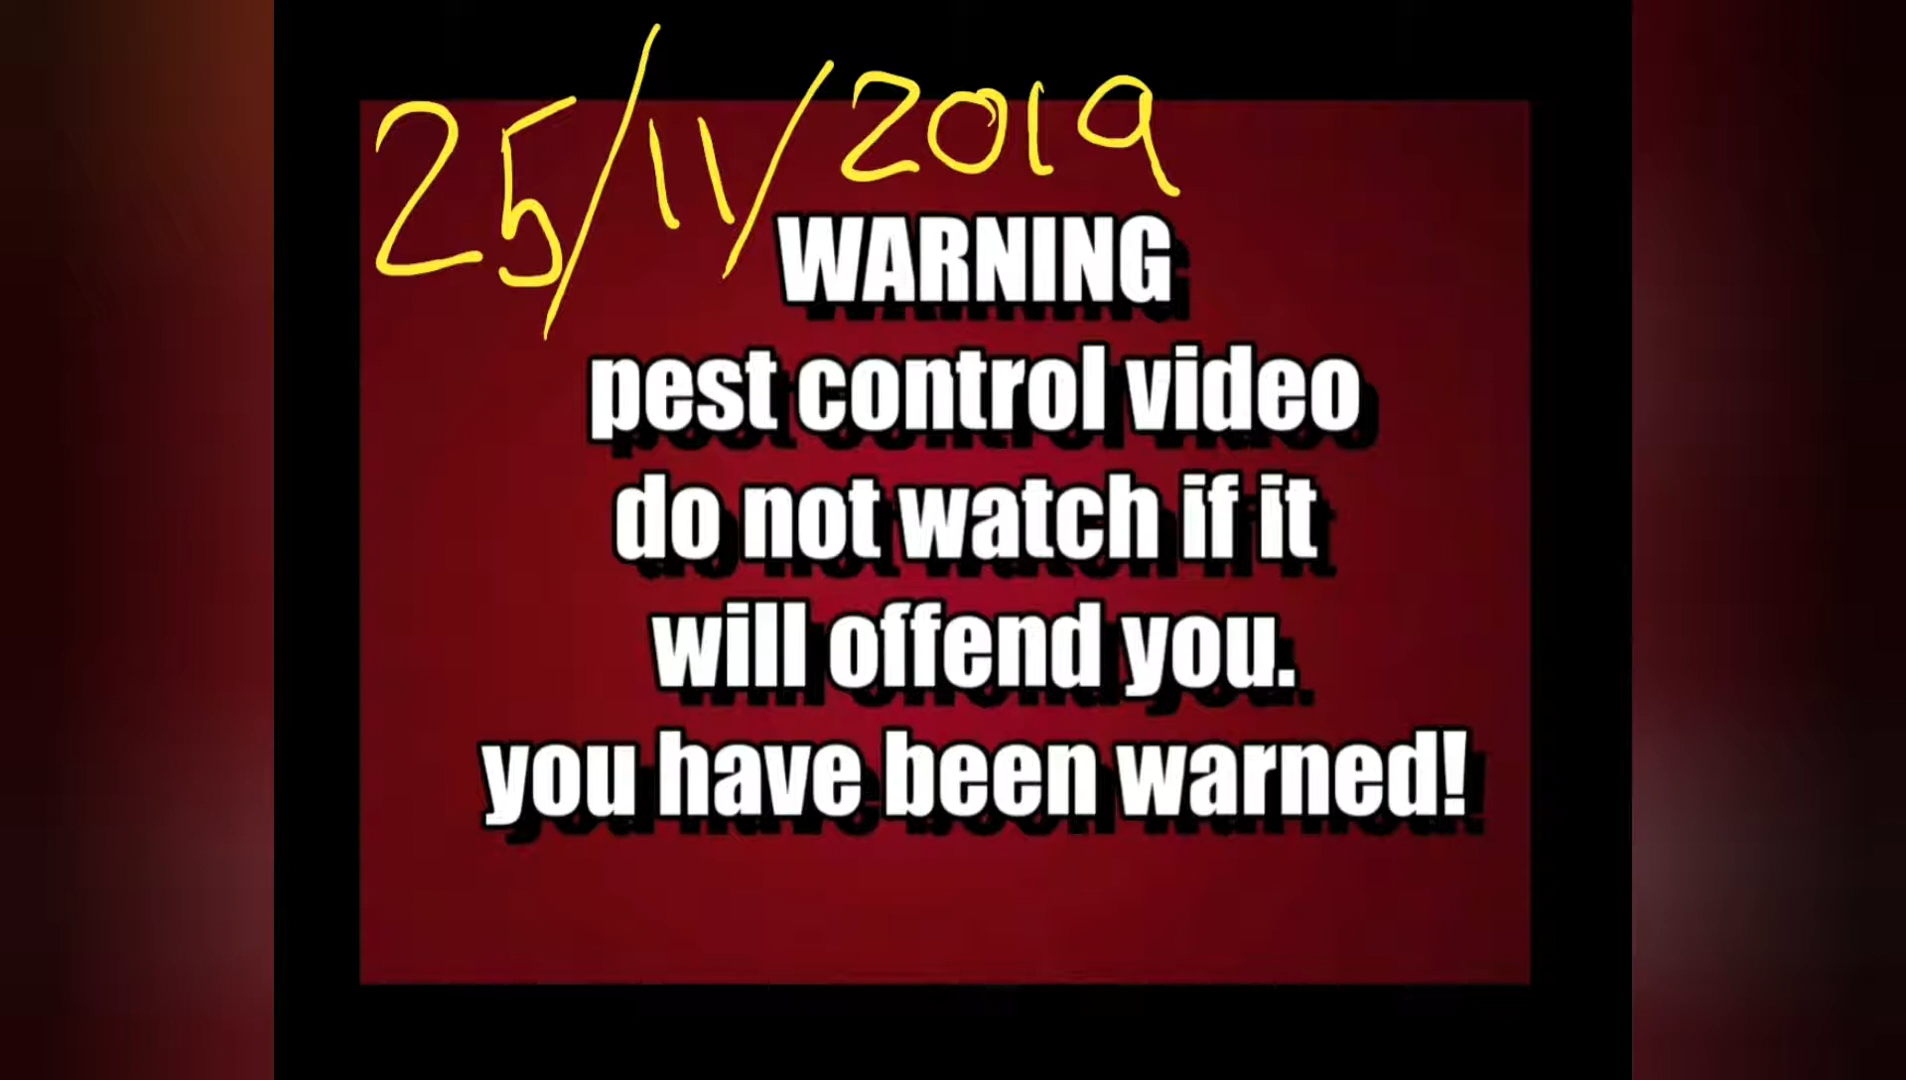 25/11/2019
WARNING
pest control video
do not watch if it
will offend you.
you have been warned!